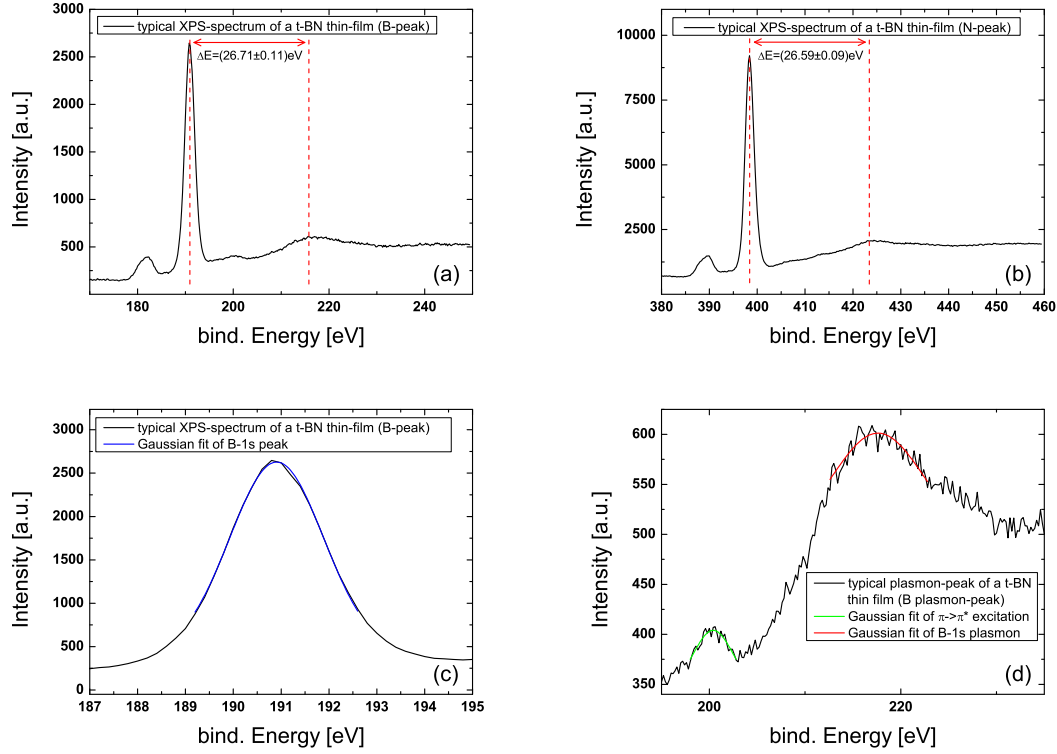 typical XPS-spectrum of a t-BN thin-film (B-peak)
ΔE=(26.71±0.11)eV
3000
2500
2000
1500
1000
500
Intensity [a.u.]
(a)
180
200
220
240
bind. Energy [eV]
typical XPS-spectrum of a t-BN thin-film (N-peak)
ΔE=(26.59±0.09)eV
10000
7500
5000
2500
0
Intensity [a.u.]
(b)
380
390
400
410
420
430
440
450
460
bind. Energy [eV]
typical XPS-spectrum of a t-BN thin-film (B-peak)
Gaussian fit of B-1s peak
3000
2500
2000
1500
1000
500
0
Intensity [a.u.]
(c)
187
188
189
190
191
192
193
194
195
bind. Energy [eV]
600
550
500
450
400
350
Intensity [a.u.]
typical plasmon-peak of a t-BN
thin film (B plasmon-peak)
Gaussian fit of π->π* excitation
Gaussian fit of B-1s plasmon
(d)
200
220
bind. Energy [eV]